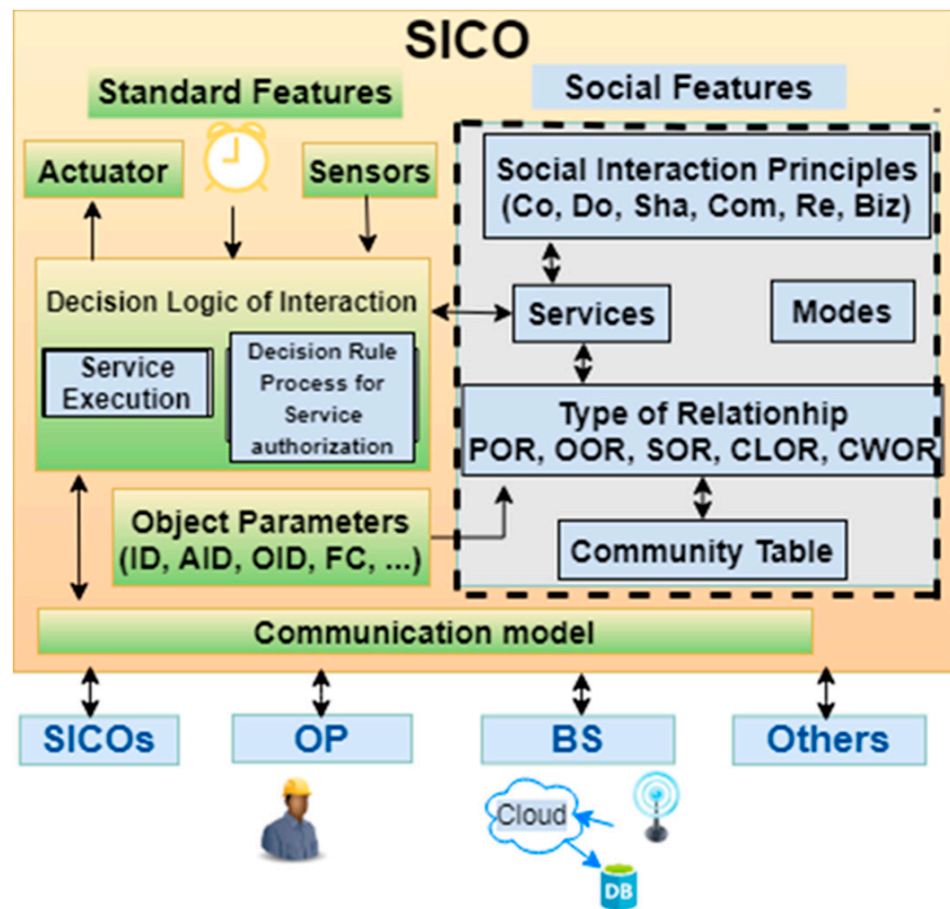 SICO
Standard Features
Social Features
Actuator
Sensors
Social Interaction Principles
(Co, Do, Sha, Com, Re, Biz)
Decision Logic of Interaction
Service
Execution
Decision Rule
Process for
Service
authorization
Services
Modes
Type of Relationhip
POR, OOR, SOR, CLOR, CWOR
Object Parameters
(ID, AID, OID, FC, ...)
Community Table
Communication model
SICOs
OP
BS
Others
Cloud
DB